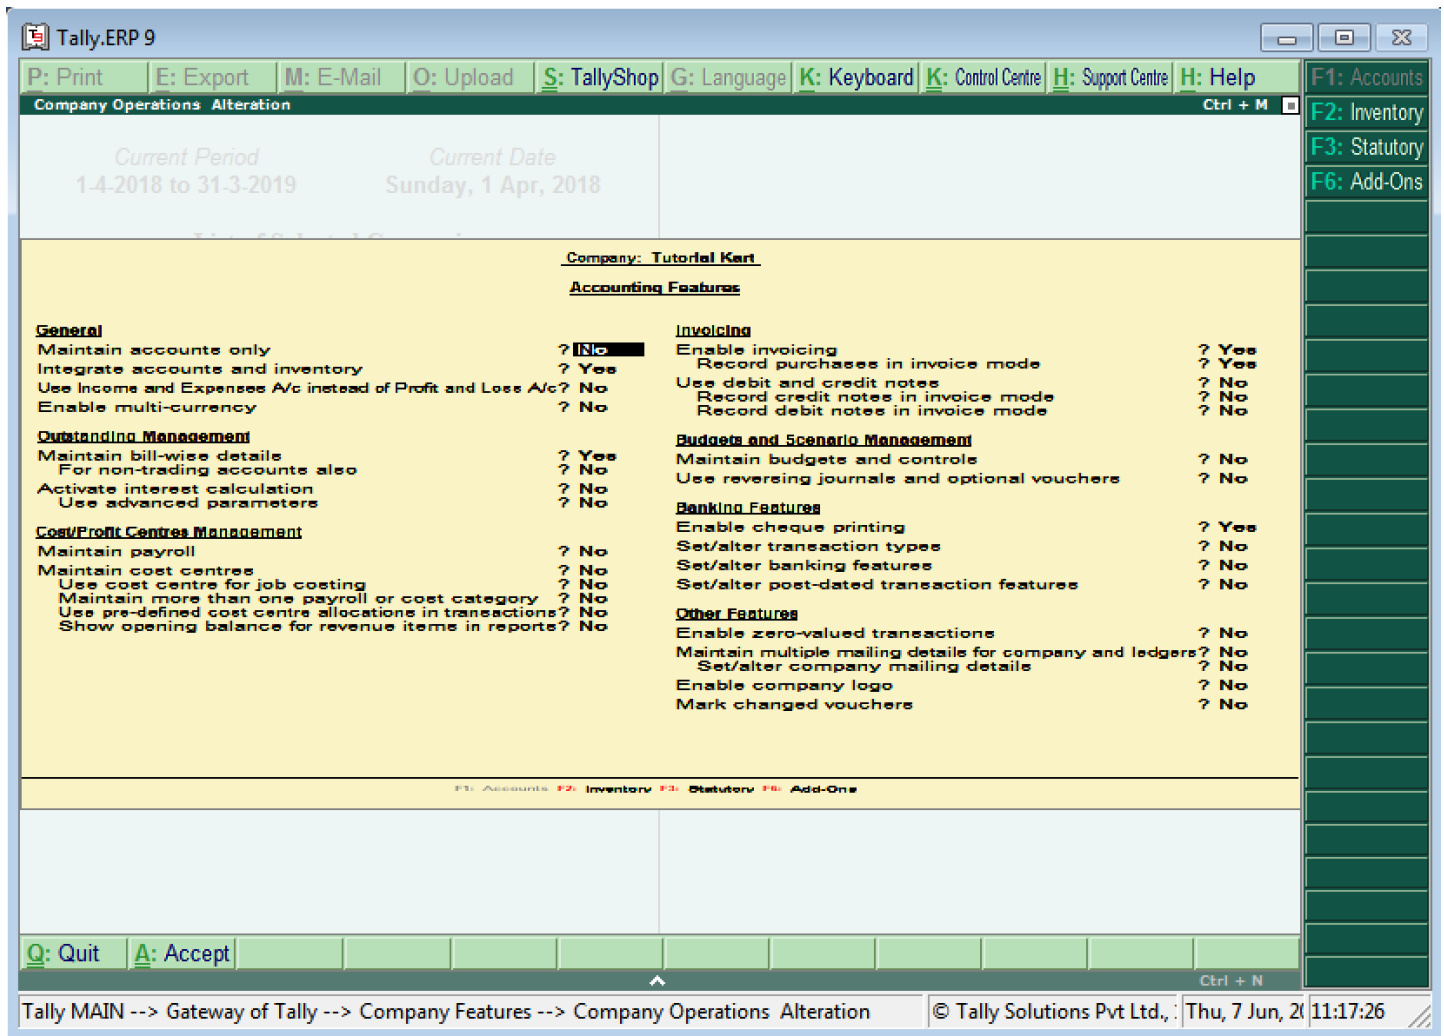 Tally.ERP 9
P: Print E: Export M: E-Mail O: Upload S: TallyShop G: Language K: Keyboard K: Control Centre H: Support Centre H: Help
F1: Accounts
F2: Inventory
F3: Statutory
F6: Add-Ons
Company Operations Alteration Ctrl + M
Current Period Current Date
1-4-2018 to 31-3-2019 Sunday, 1 Apr, 2018
Company: Tutorial Kart
Accounting Features
General
Maintain accounts only ? No
Integrate accounts and inventory ? Yes
Use Income and Expenses A/c instead of Profit and Loss A/c? No
Enable multi-currency ? No
Outstanding Management
Maintain bill-wise details ? Yes
For non-trading accounts also ? No
Activate interest calculation ? No
Use advanced parameters ? No
Cost/Profit Centres Management
Maintain payroll ? No
Maintain cost centres ? No
Use cost centre for job costing ? No
Maintain more than one payroll or cost category ? No
Use pre-defined cost centre allocations in transactions? No
Show opening balance for revenue items in reports? No
Invoicing
Enable invoicing ? Yes
Record purchases in invoice mode ? Yes
Use debit and credit notes ? No
Record credit notes in invoice mode ? No
Record debit notes in invoice mode ? No
Budgets and Scenario Management
Maintain budgets and controls ? No
Use reversing journals and optional vouchers ? No
Banking Features
Enable cheque printing ? Yes
Set/alter transaction types ? No
Set/alter banking features ? No
Set/alter post-dated transaction features ? No
Other Features
Enable zero-valued transactions ? No
Maintain multiple mailing details for company and ledgers? No
Set/alter company mailing details ? No
Enable company logo ? No
Mark changed vouchers ? No
F1: Accounts F2: Inventory F3: Statutory F6: Add-Ons
Q: Quit A: Accept
Ctrl + N
Tally MAIN --> Gateway of Tally --> Company Features --> Company Operations Alteration © Tally Solutions Pvt Ltd., Thu, 7 Jun, 11:17:26